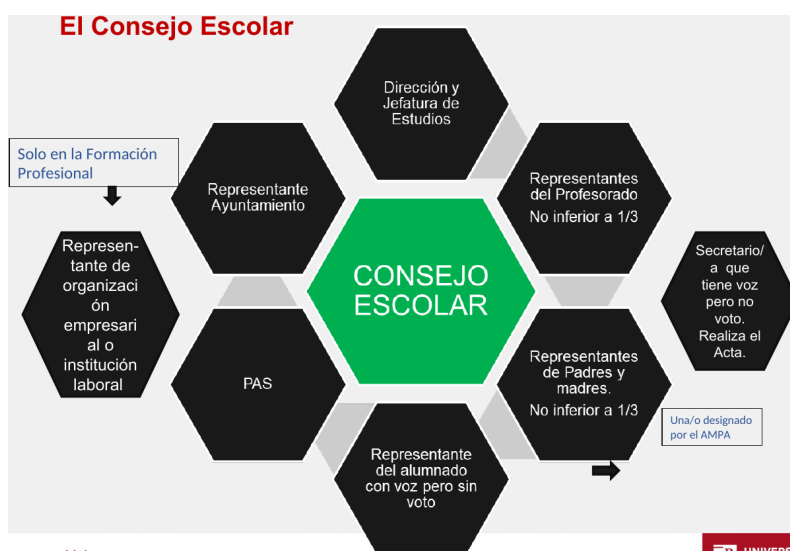 El Consejo Escolar
Dirección y
Jefatura de
Estudios
Solo en la Formación
Profesional
Representante
Ayuntamiento
Representantes
del Profesorado
No inferior a 1/3
Represen-
tante de
organizaci
ón
empresari
al o
institución
laboral
CONSEJO
ESCOLAR
Secretario/
a que
tiene voz
pero no
voto.
Realiza el
Acta.
PAS
Representantes
de Padres y
madres.
No inferior a 1/3
Una/o designado
por el AMPA
Representante
del alumnado
con voz pero sin
voto